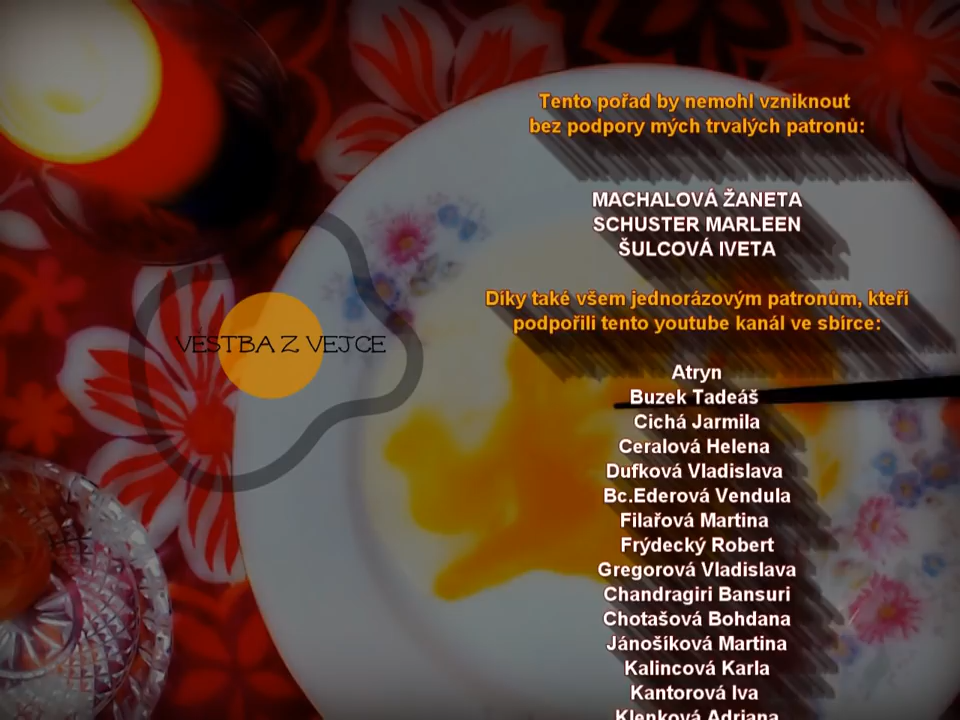 Tento pořad by nemohl vzniknout
bez podpory mých trvalých patronů:
MACHALOVÁ ŽANETA
SCHUSTER MARLEEN
ŠULCOVÁ IVETA
Díky také všem jednorázovým patronům, kteří
podpořili tento youtube kanál ve sbírce:
VĚSTBA Z VEJCE
Atryn
Buzek Tadeáš
Cichá Jarmila
Ceralová Helena
Dufková Vladislava
Bc.Ederová Vendula
Filařová Martina
Frýdecký Robert
Gregorová Vladislava
Chandragiri Bansuri
Chotašová Bohdana
Jánošíková Martina
Kalincová Karla
Kantorová Iva
Klenková Adriana